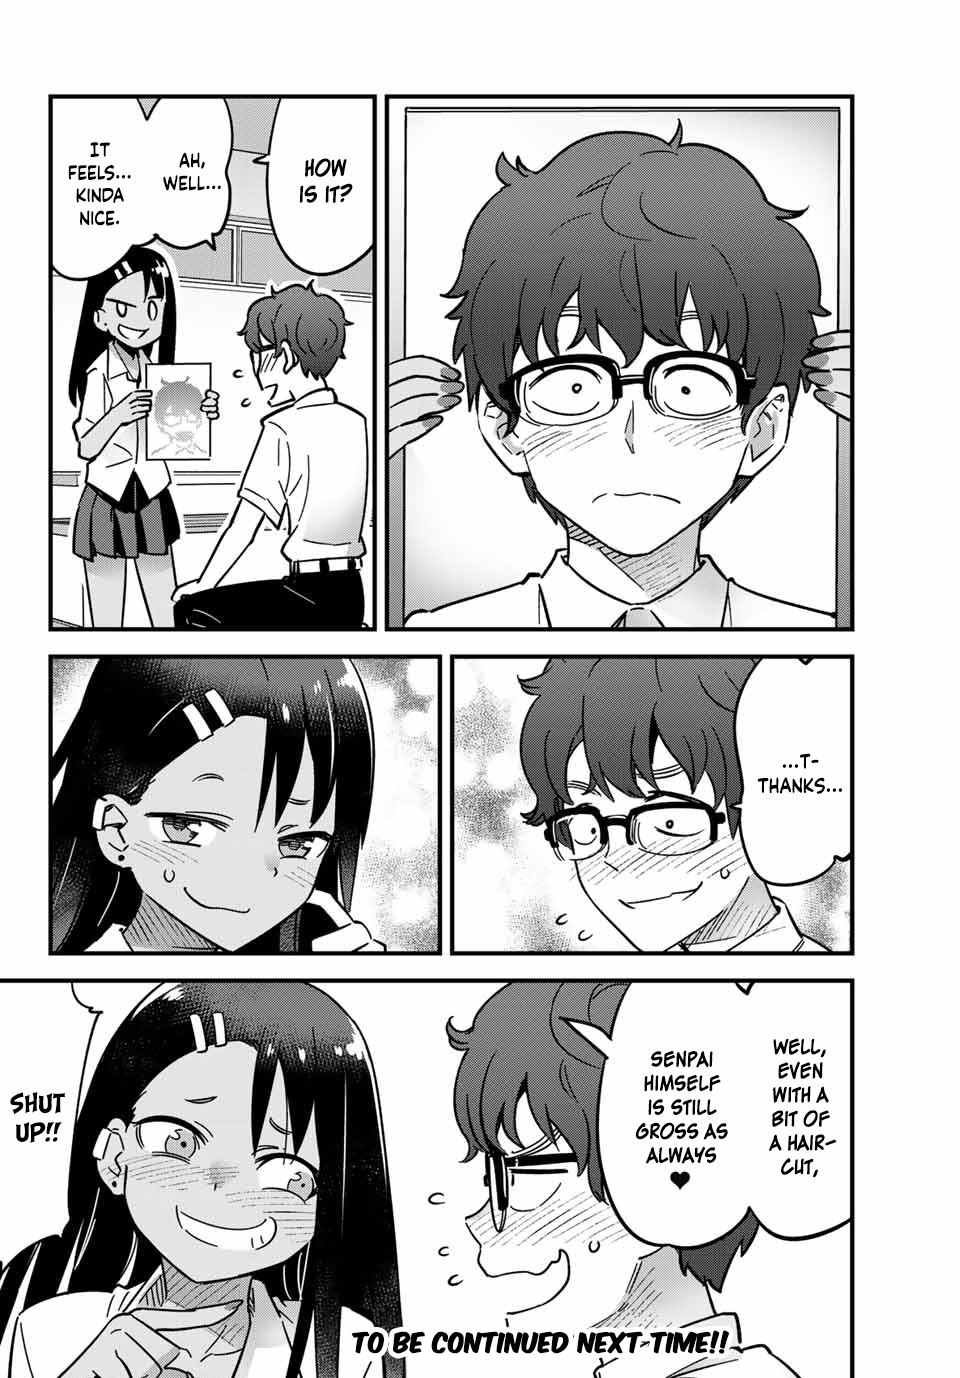 HOW
IS IT?
AH,
WELL...
IT
FEELS...
KINDA
NICE.
...T-
THANKS...
WELL,
EVEN
WITH A
BIT OF
A HAIR-
CUT,
SENPAI
HIMSELF
IS STILL
GROSS AS
ALWAYS
♥
SHUT
UP!!
TO BE CONTINUED NEXT TIME!!